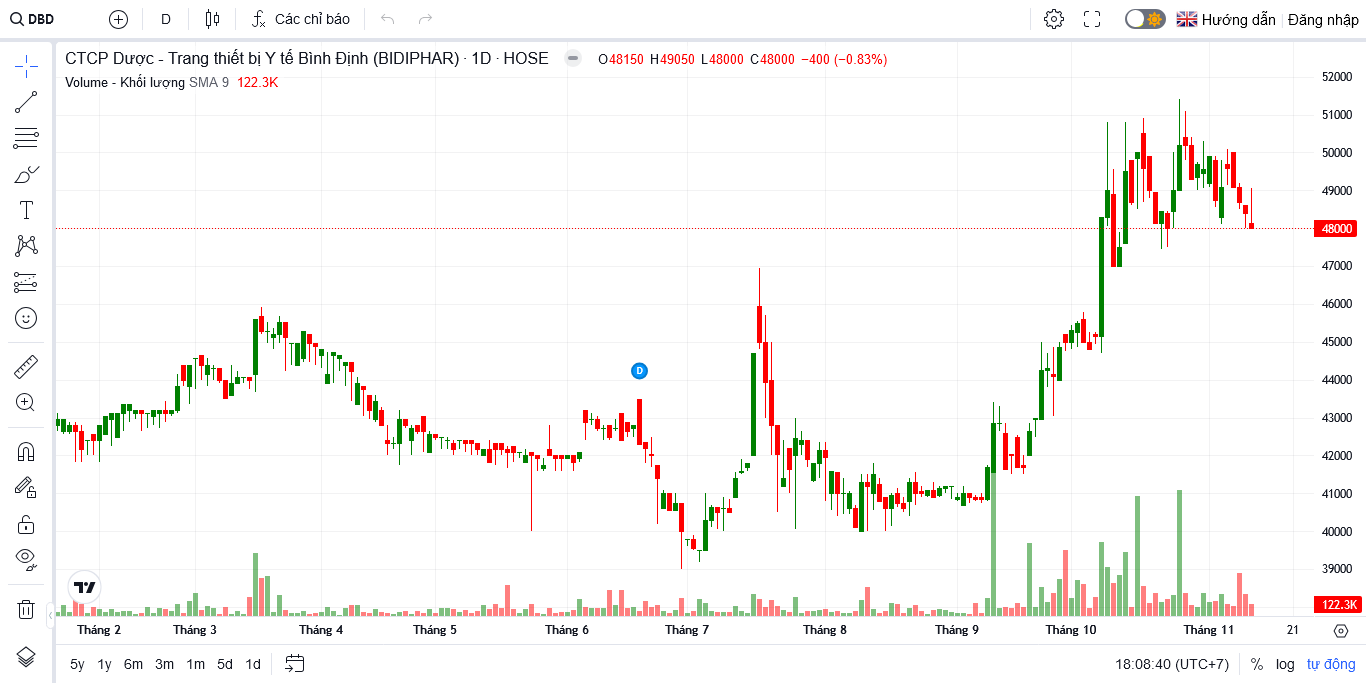 DBD D Các chỉ báo Hướng dẫn Đăng nhập
CTCP Dược - Trang thiết bị Y tế Bình Định (BIDIPHAR) · 1D · HOSE O48150 H49050 L48000 C48000 −400 (−0.83%)
Volume - Khối lượng SMA 9 122.3K
52000
51000
50000
49000
48000
47000
46000
45000
44000
43000
42000
41000
40000
39000
122.3K
D
Tháng 2 Tháng 3 Tháng 4 Tháng 5 Tháng 6 Tháng 7 Tháng 8 Tháng 9 Tháng 10 Tháng 11 21
5y 1y 6m 3m 1m 5d 1d 18:08:40 (UTC+7) % log tự động